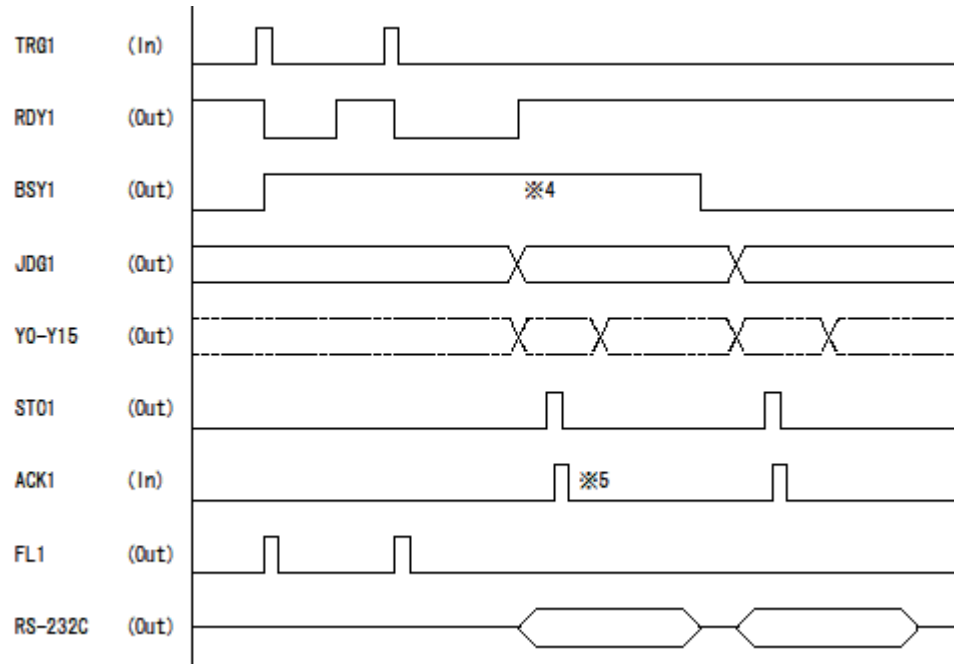 TRG1 (In)
RDY1 (Out)
BSY1 (Out) ※4
JDG1 (Out)
Y0-Y15 (Out)
STO1 (Out)
ACK1 (In) ※5
FL1 (Out)
RS-232C (Out)